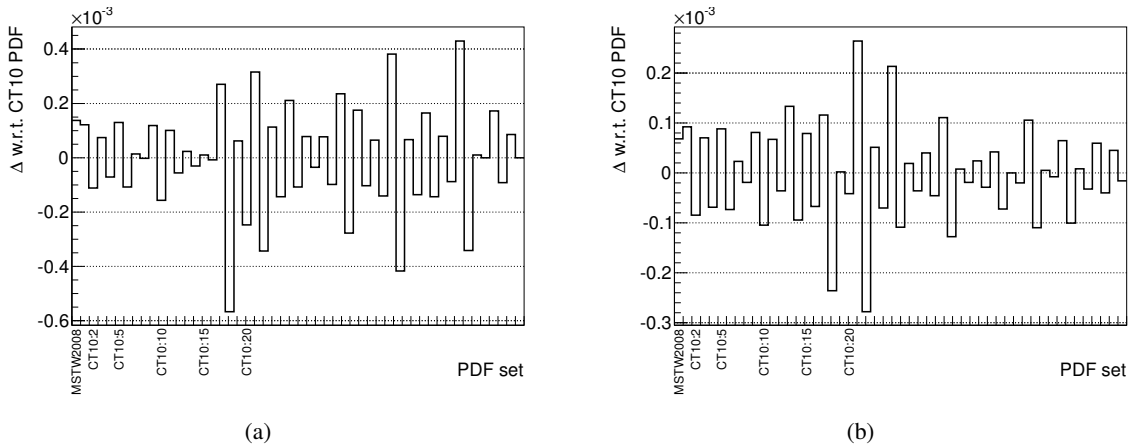 ×10⁻³
Δ w.r.t. CT10 PDF
0.4
0.2
0
-0.2
-0.4
-0.6
MSTW2008
CT10:2
CT10:5
CT10:10
CT10:15
CT10:20
PDF set
(a)
×10⁻³
Δ w.r.t. CT10 PDF
0.2
0.1
0
-0.1
-0.2
-0.3
MSTW2008
CT10:2
CT10:5
CT10:10
CT10:15
CT10:20
PDF set
(b)